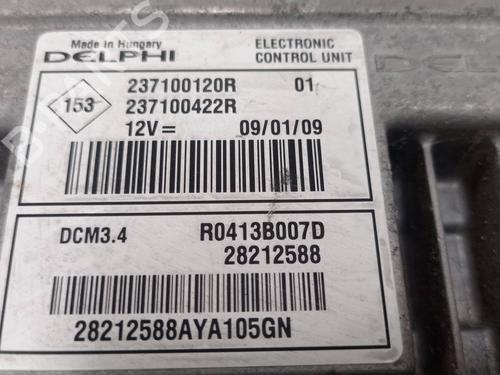 Made in Hungary
DELPHI
ELECTRONIC
CONTROL UNIT
153
237100120R 01
237100422R
12V= 09/01/09
DCM3.4 R0413B007D
28212588
28212588AYA105GN
DELPHI